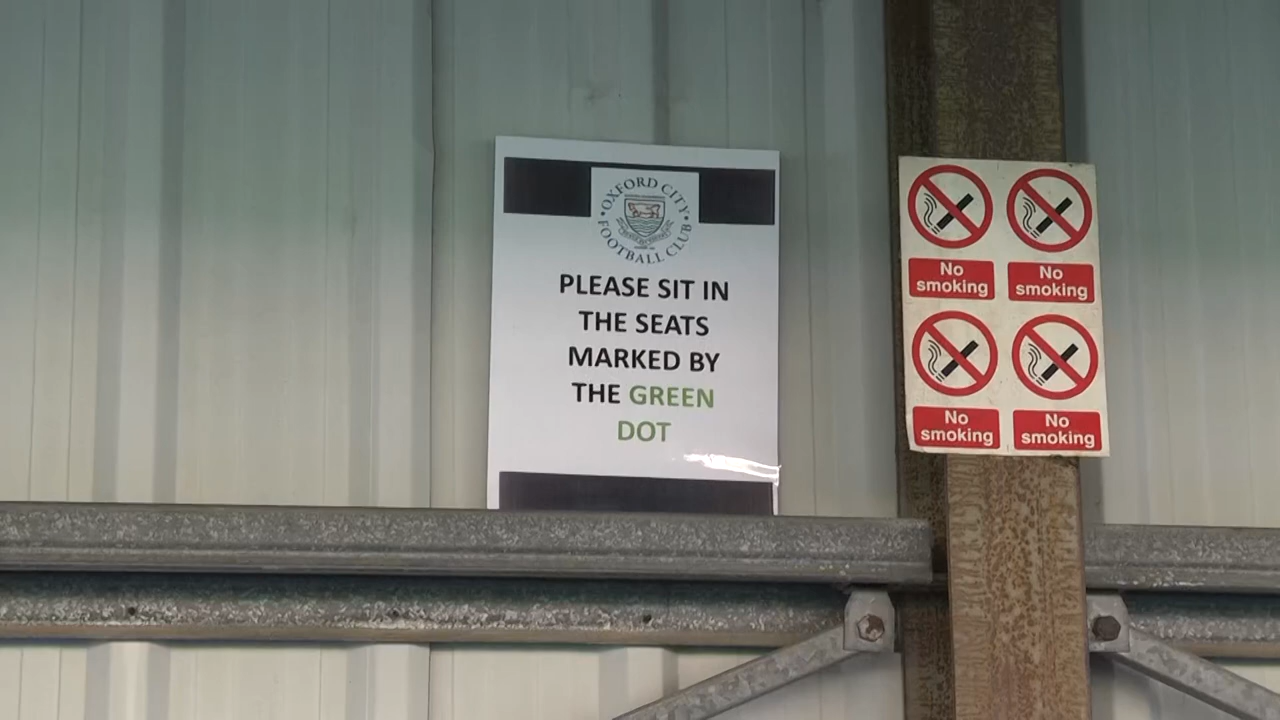 OXFORD CITY
FOOTBALL CLUB
PLEASE SIT IN
THE SEATS
MARKED BY
THE GREEN
DOT
No
smoking
No
smoking
No
smoking
No
smoking